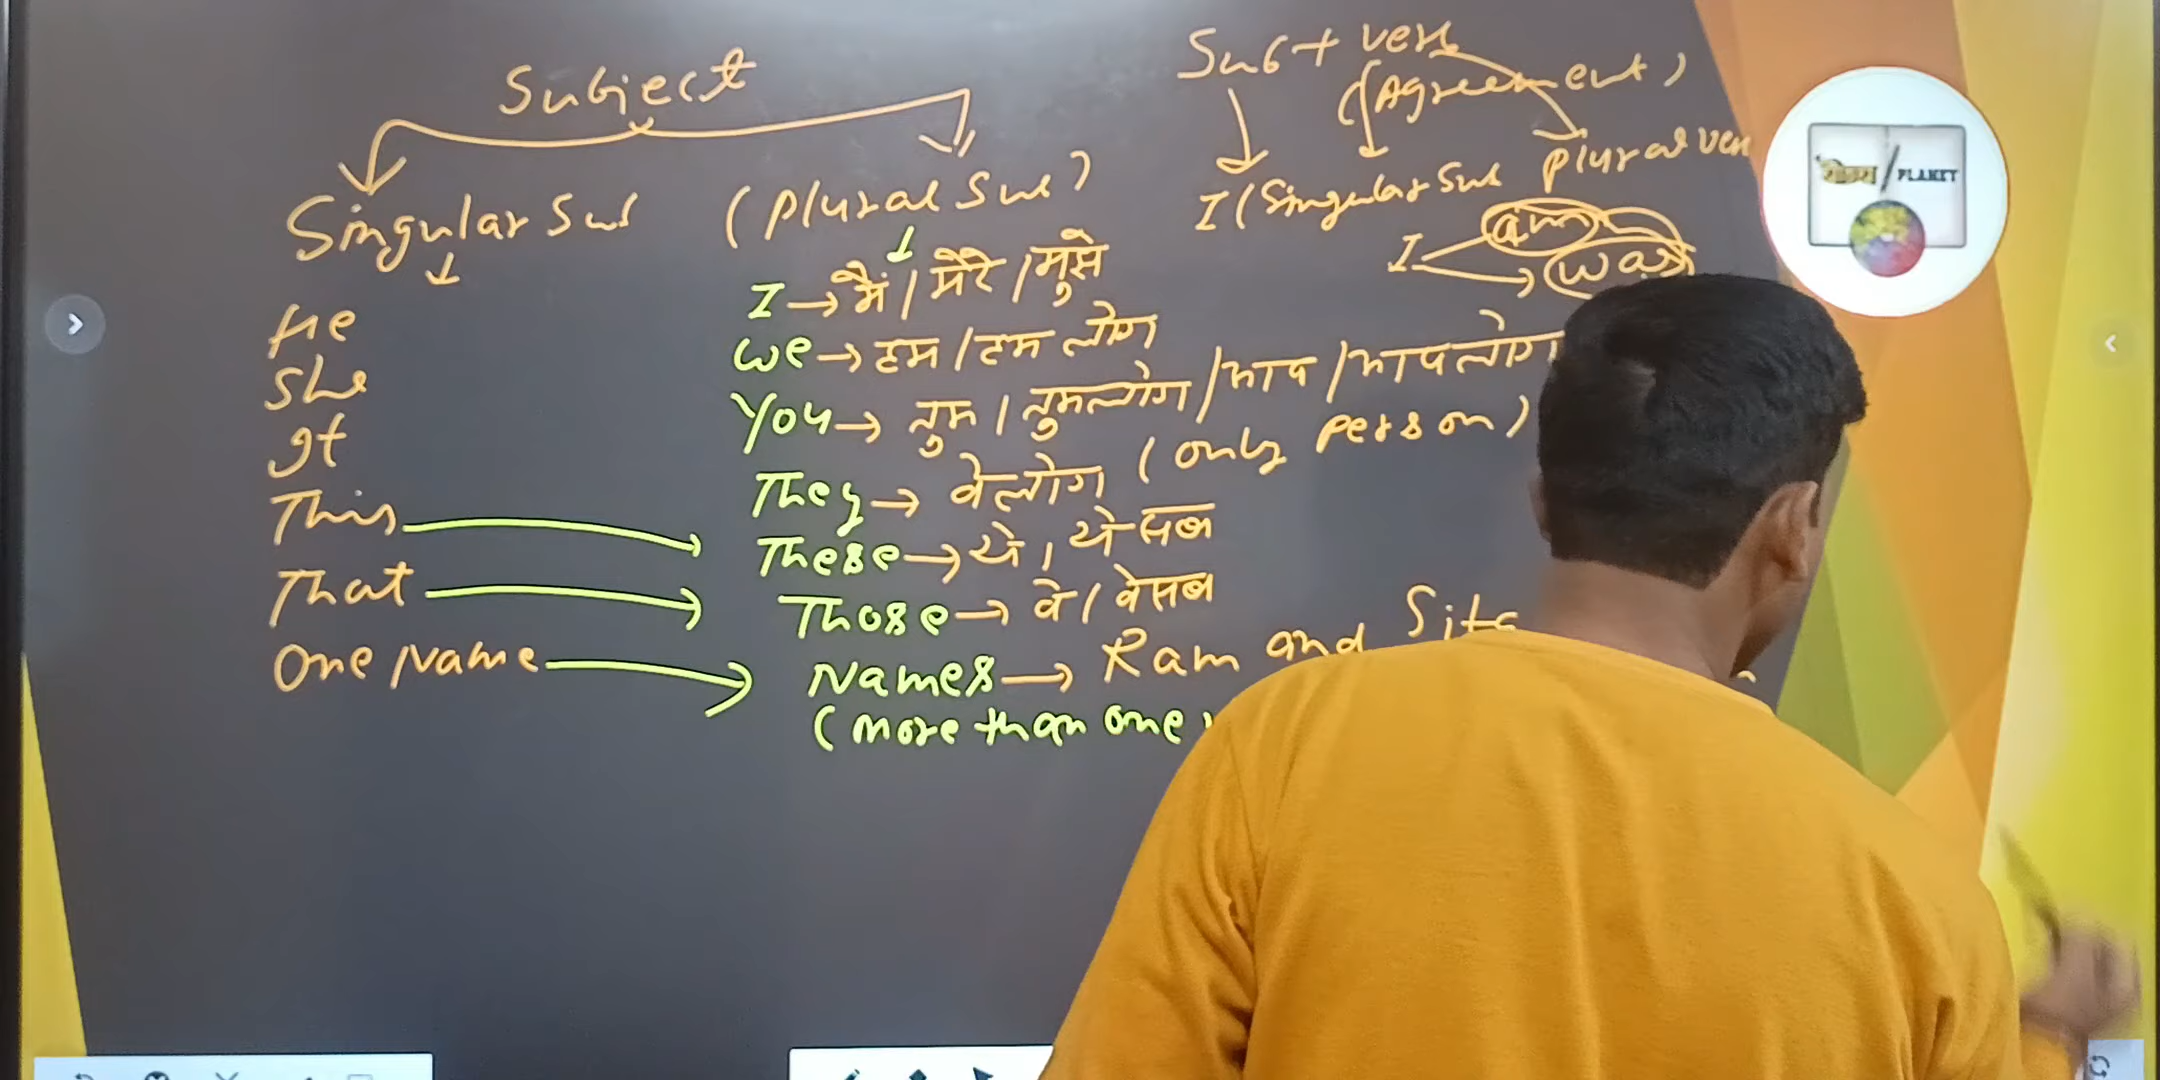 Subject
Singular Sub
He
She
It
This
That
One Name
(Plural Sub)
I → मैं / मैंने / मुझे
We → हम / हम लोग
You → तुम / तुमलोग / आप / आपलोग
They → वेलोग (only person)
These → ये / ये सब
Those → वे / वे सब
Names → Ram and Sita
(More than one
Sub + verb
(Agreement)
I (Singular Sub Plural verb
I am
was
PLANET